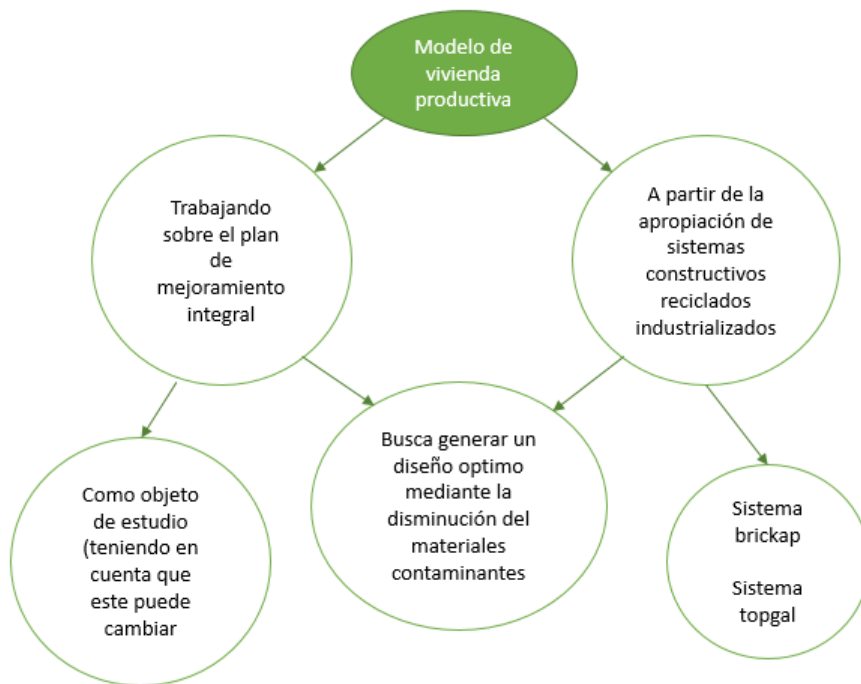 Modelo de
vivienda
productiva
Trabajando
sobre el plan
de
mejoramiento
integral
A partir de la
apropiación de
sistemas
constructivos
reciclados
industrializados
Como objeto
de estudio
(teniendo en
cuenta que
este puede
cambiar
Busca generar un
diseño optimo
mediante la
disminución del
materiales
contaminantes
Sistema
brickap
Sistema
topgal